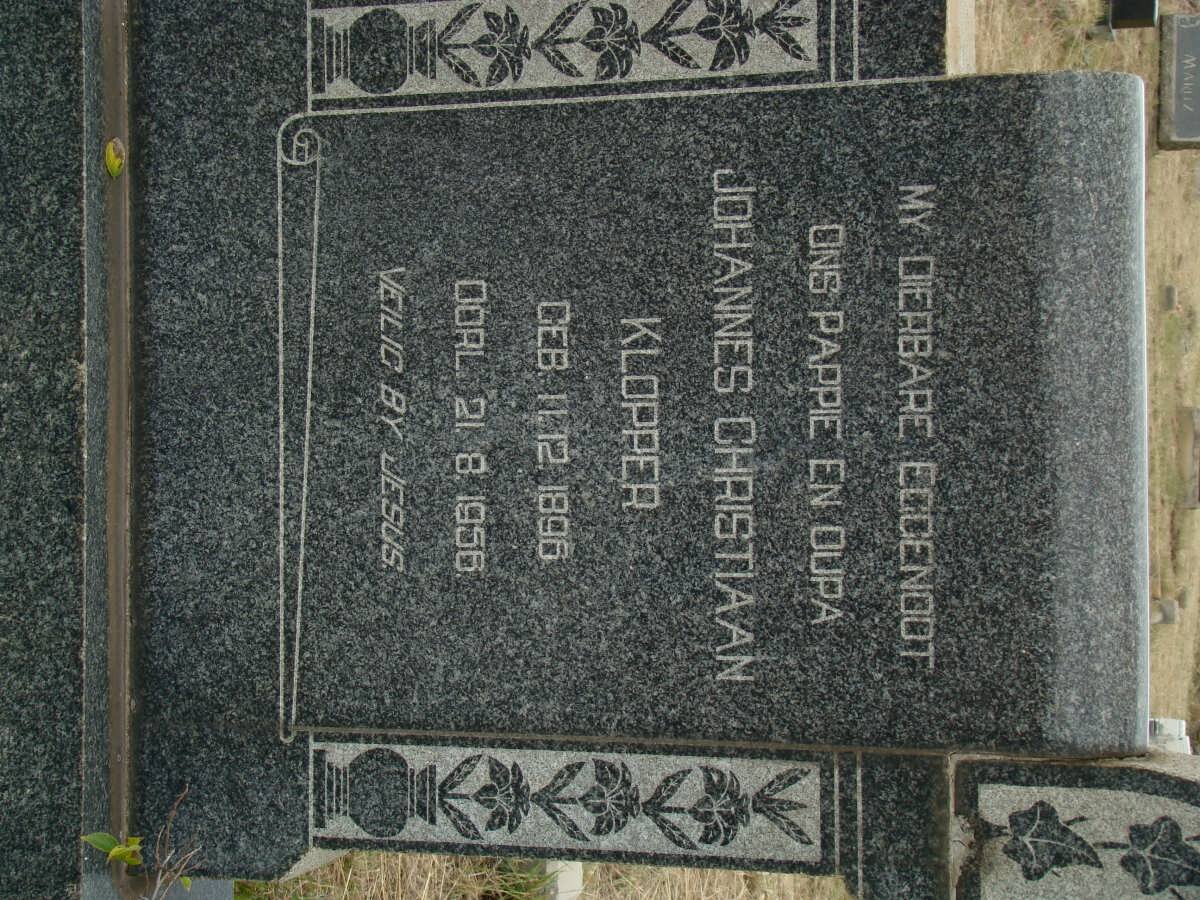 MY DIERBARE EGGENOOT
ONS PAPPIE EN OUPA
JOHANNES CHRISTIAAN
KLOPPER
GEB. 11.12.1896
OORL. 21.8.1956.
VEILIG BY JESUS